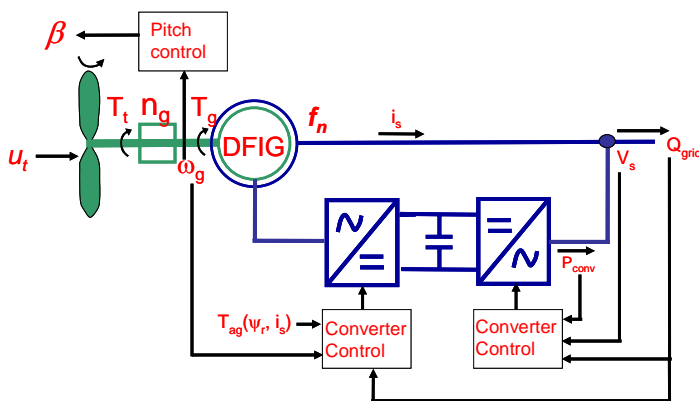 β
Pitch
control
T_t
n_g
T_g
f_n
i_s
DFIG
u_t
ω_g
V_s
Q_grid
P_conv
T_ag(ψ_r, i_s)
Converter
Control
Converter
Control